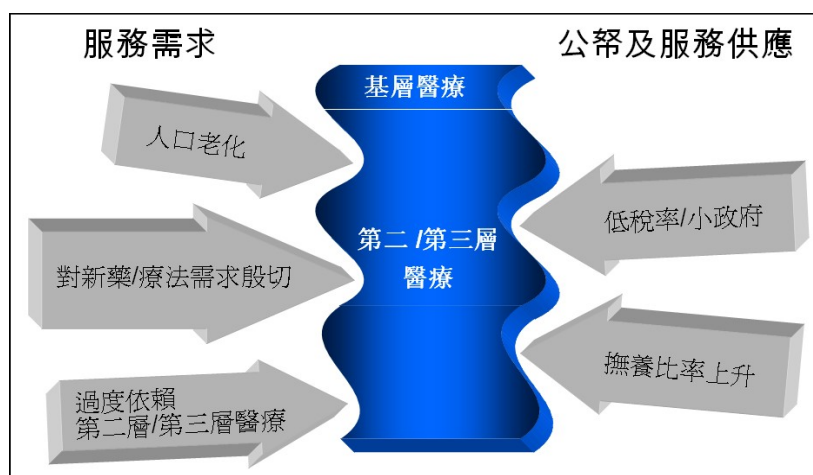 服務需求
公帑及服務供應
基層醫療
人口老化
低稅率/小政府
第二 /第三層
醫療
對新藥/療法需求殷切
撫養比率上升
過度依賴
第二層/第三層醫療